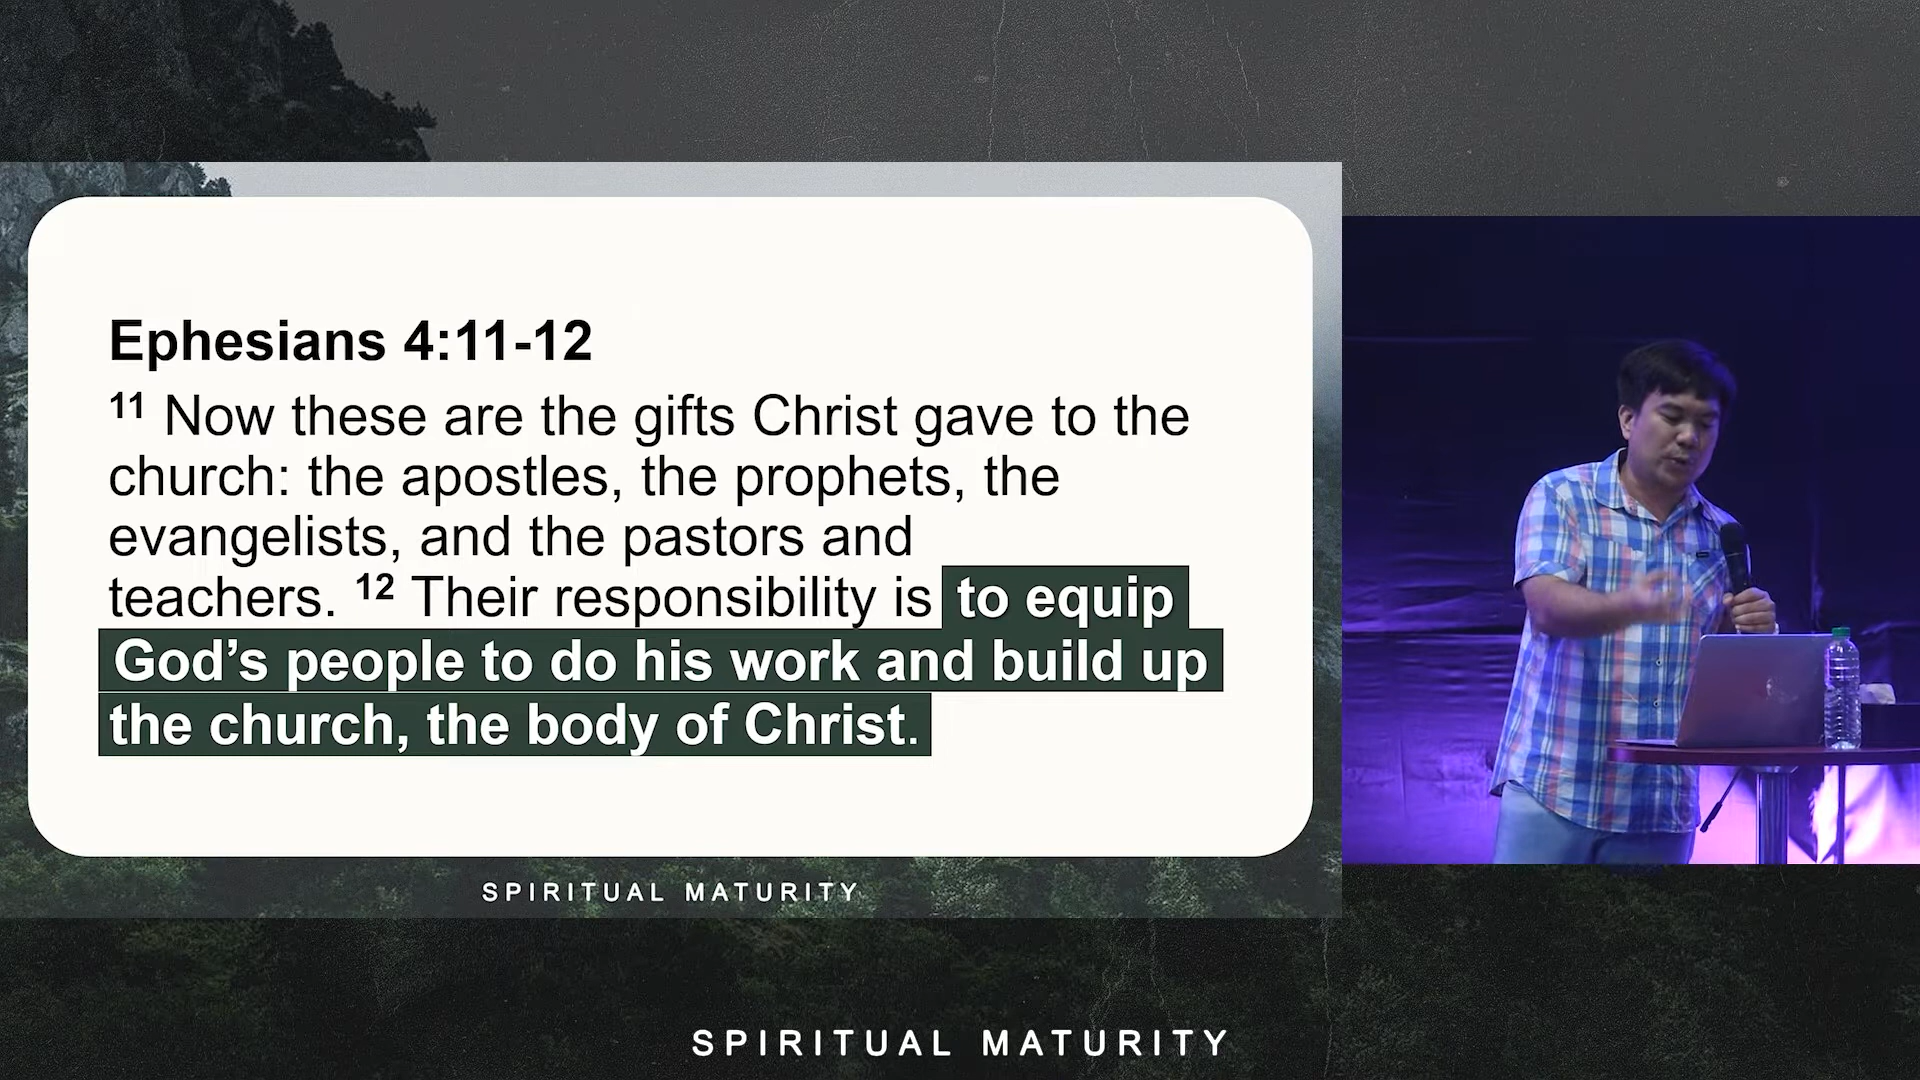 Ephesians 4:11-12
11 Now these are the gifts Christ gave to the
church: the apostles, the prophets, the
evangelists, and the pastors and
teachers. 12 Their responsibility is to equip
God’s people to do his work and build up
the church, the body of Christ.
SPIRITUAL MATURITY
SPIRITUAL MATURITY